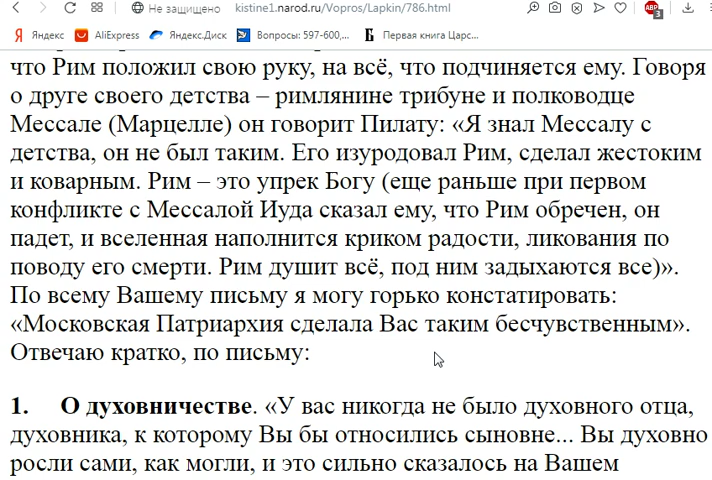 Не защищено kistine1.narod.ru/Vopros/Lapkin/786.html ABP 3
Яндекс AliExpress Яндекс.Диск Вопросы: 597-600,... Первая книга Царс...
что Рим положил свою руку, на всё, что подчиняется ему. Говоря
о друге своего детства – римлянине трибуне и полководце
Мессале (Марцелле) он говорит Пилату: «Я знал Мессалу с
детства, он не был таким. Его изуродовал Рим, сделал жестоким
и коварным. Рим – это упрек Богу (еще раньше при первом
конфликте с Мессалой Иуда сказал ему, что Рим обречен, он
падет, и вселенная наполнится криком радости, ликования по
поводу его смерти. Рим душит всё, под ним задыхаются все)».
По всему Вашему письму я могу горько констатировать:
«Московская Патриархия сделала Вас таким бесчувственным».
Отвечаю кратко, по письму:
1. О духовничестве. «У вас никогда не было духовного отца,
духовника, к которому Вы бы относились сыновне... Вы духовно
росли сами, как могли, и это сильно сказалось на Вашем